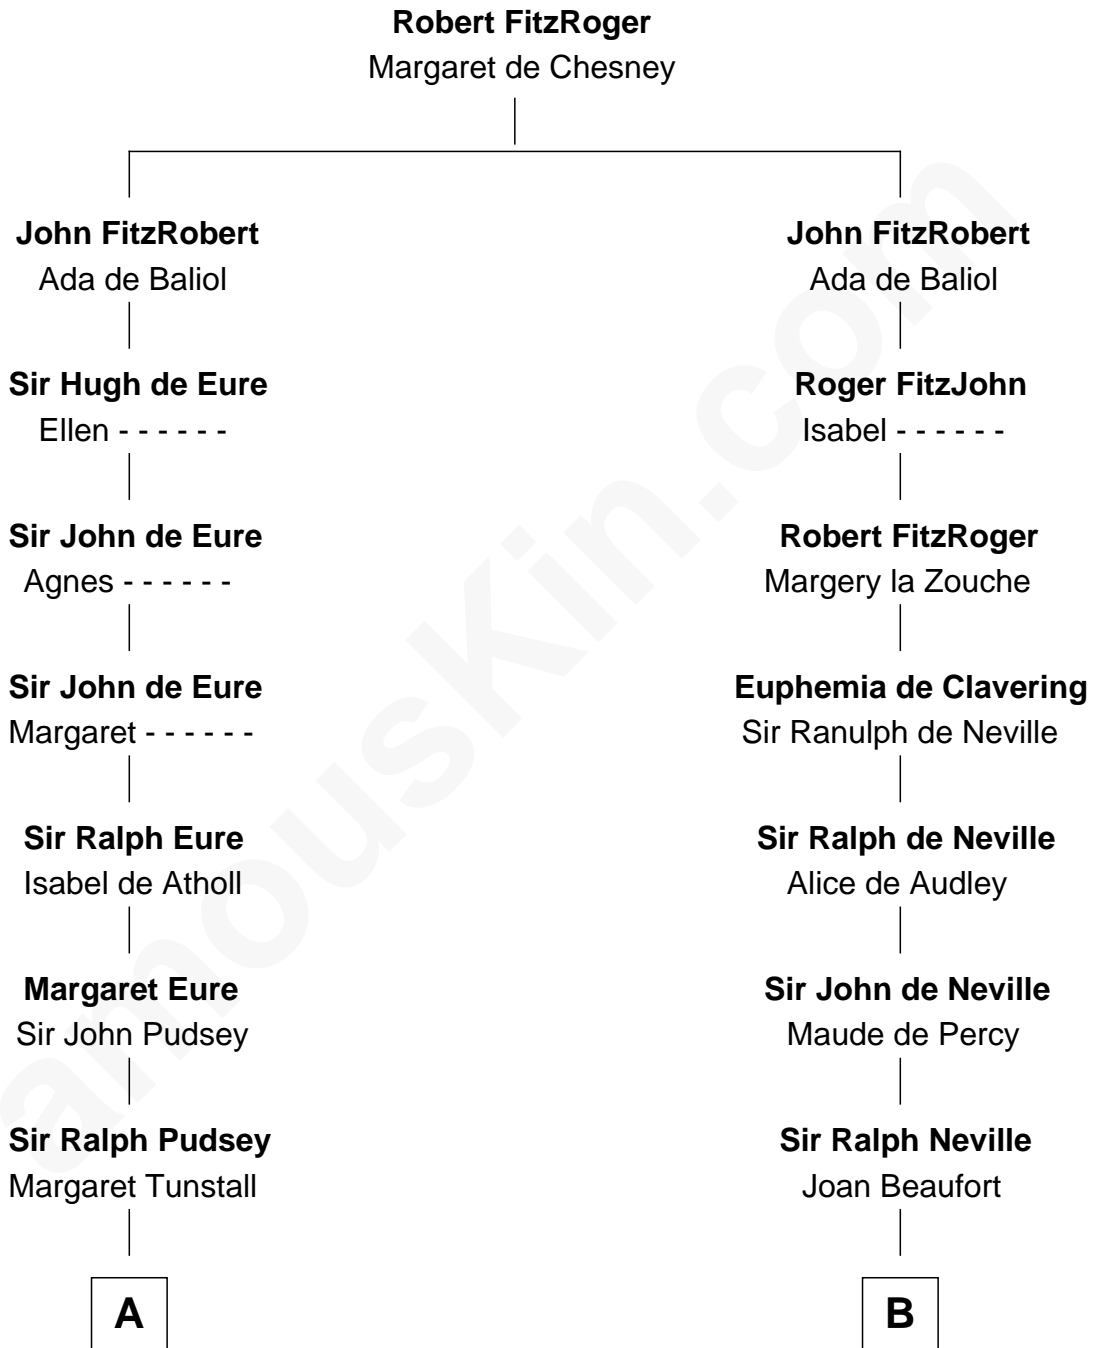 Robert FitzRoger
Margaret de Chesney
John FitzRobert
Ada de Baliol
Sir Hugh de Eure
Ellen - - - - - -
Sir John de Eure
Agnes - - - - - -
Sir John de Eure
Margaret - - - - - -
Sir Ralph Eure
Isabel de Atholl
Margaret Eure
Sir John Pudsey
Sir Ralph Pudsey
Margaret Tunstall
A
John FitzRobert
Ada de Baliol
Roger FitzJohn
Isabel - - - - - -
Robert FitzRoger
Margery la Zouche
Euphemia de Clavering
Sir Ranulph de Neville
Sir Ralph de Neville
Alice de Audley
Sir John de Neville
Maude de Percy
Sir Ralph Neville
Joan Beaufort
B
amousKin.com